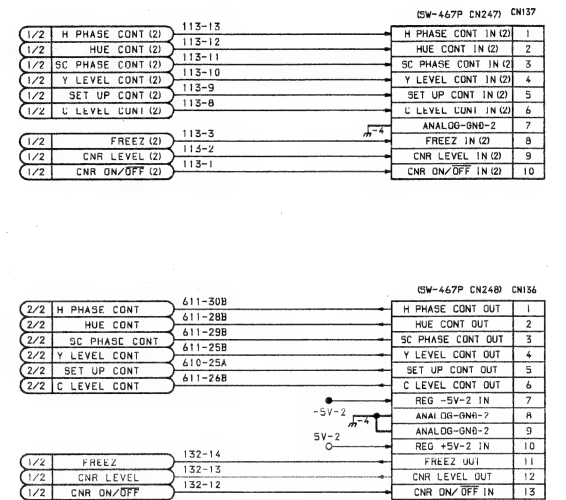 (SW-467P CN247) CN137
1/2 H PHASE CONT (2) 113-13 H PHASE CONT IN (2) 1
1/2 HUE CONT (2) 113-12 HUE CONT IN (2) 2
1/2 SC PHASE CONT (2) 113-11 SC PHASE CONT IN (2) 3
1/2 Y LEVEL CONT (2) 113-10 Y LEVEL CONT IN (2) 4
1/2 SET UP CONT (2) 113-9 SET UP CONT IN (2) 5
1/2 C LEVEL CONT (2) 113-8 C LEVEL CONT IN (2) 6
-4 ANALOG-GND-2 7
1/2 FREEZ (2) 113-3 FREEZ IN (2) 8
1/2 CNR LEVEL (2) 113-2 CNR LEVEL IN (2) 9
1/2 CNR ON/OFF (2) 113-1 CNR ON/OFF IN (2) 10
(SW-467P CN248) CN136
2/2 H PHASE CONT 611-30B H PHASE CONT OUT 1
2/2 HUE CONT 611-28B HUE CONT OUT 2
2/2 SC PHASE CONT 611-29B SC PHASE CONT OUT 3
2/2 Y LEVEL CONT 611-25B Y LEVEL CONT OUT 4
2/2 SET UP CONT 610-25A SET UP CONT OUT 5
2/2 C LEVEL CONT 611-26B C LEVEL CONT OUT 6
-5V-2 REG -5V-2 IN 7
-4 ANALOG-GND-2 8
ANALOG-GND-2 9
5V-2 REG +5V-2 IN 10
1/2 FREEZ 132-14 FREEZ OUT 11
1/2 CNR LEVEL 132-13 CNR LEVEL OUT 12
1/2 CNR ON/OFF 132-12 CNR ON/OFF IN 13